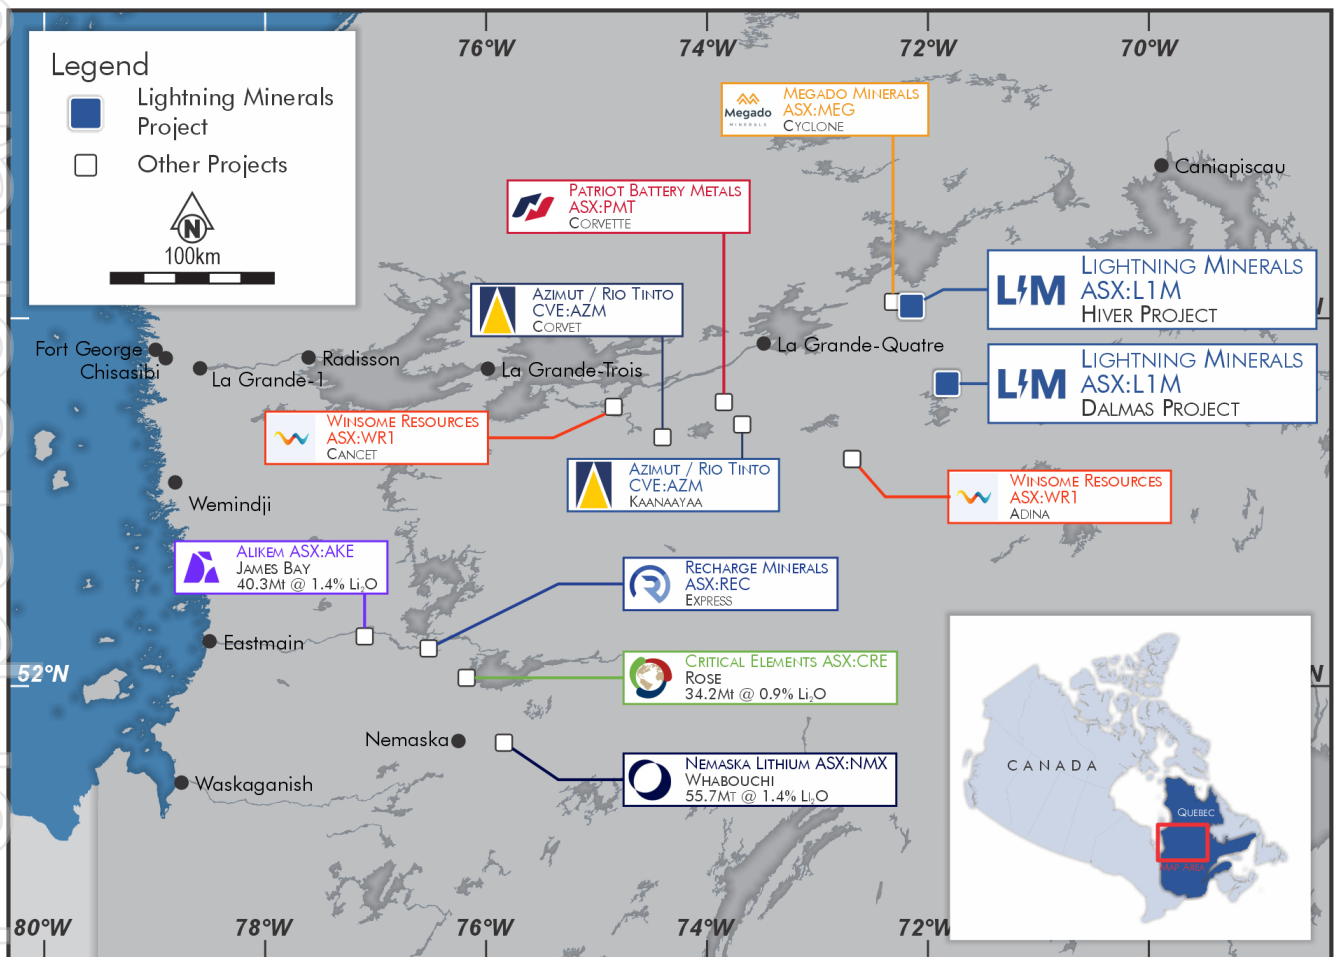 76°W
74°W
72°W
70°W
Legend
Lightning Minerals
Project
Other Projects
N
100km
Megado
MINERALS
MEGADO MINERALS
ASX:MEG
CYCLONE
Caniapiscau
PATRIOT BATTERY METALS
ASX:PMT
CORVETTE
LIM
LIGHTNING MINERALS
ASX:L1M
HIVER PROJECT
AZIMUT / RIO TINTO
CVE:AZM
CORVET
N
Fort George
Chisasibi
La Grande-1
Radisson
La Grande-Trois
La Grande-Quatre
LIM
LIGHTNING MINERALS
ASX:L1M
DALMAS PROJECT
WINSOME RESOURCES
ASX:WR1
CANCET
AZIMUT / RIO TINTO
CVE:AZM
KAANAAYAA
WINSOME RESOURCES
ASX:WR1
ADINA
Wemindji
ALIKEM ASX:AKE
JAMES BAY
40.3Mt @ 1.4% Li₂O
RECHARGE MINERALS
ASX:REC
EXPRESS
Eastmain
52°N
N
CRITICAL ELEMENTS ASX:CRE
ROSE
34.2Mt @ 0.9% Li₂O
Nemaska
NEMASKA LITHIUM ASX:NMX
WHABOUCHI
55.7MT @ 1.4% LI₂O
Waskaganish
CANADA
QUEBEC
MAP AREA
80°W
78°W
76°W
74°W
72°W